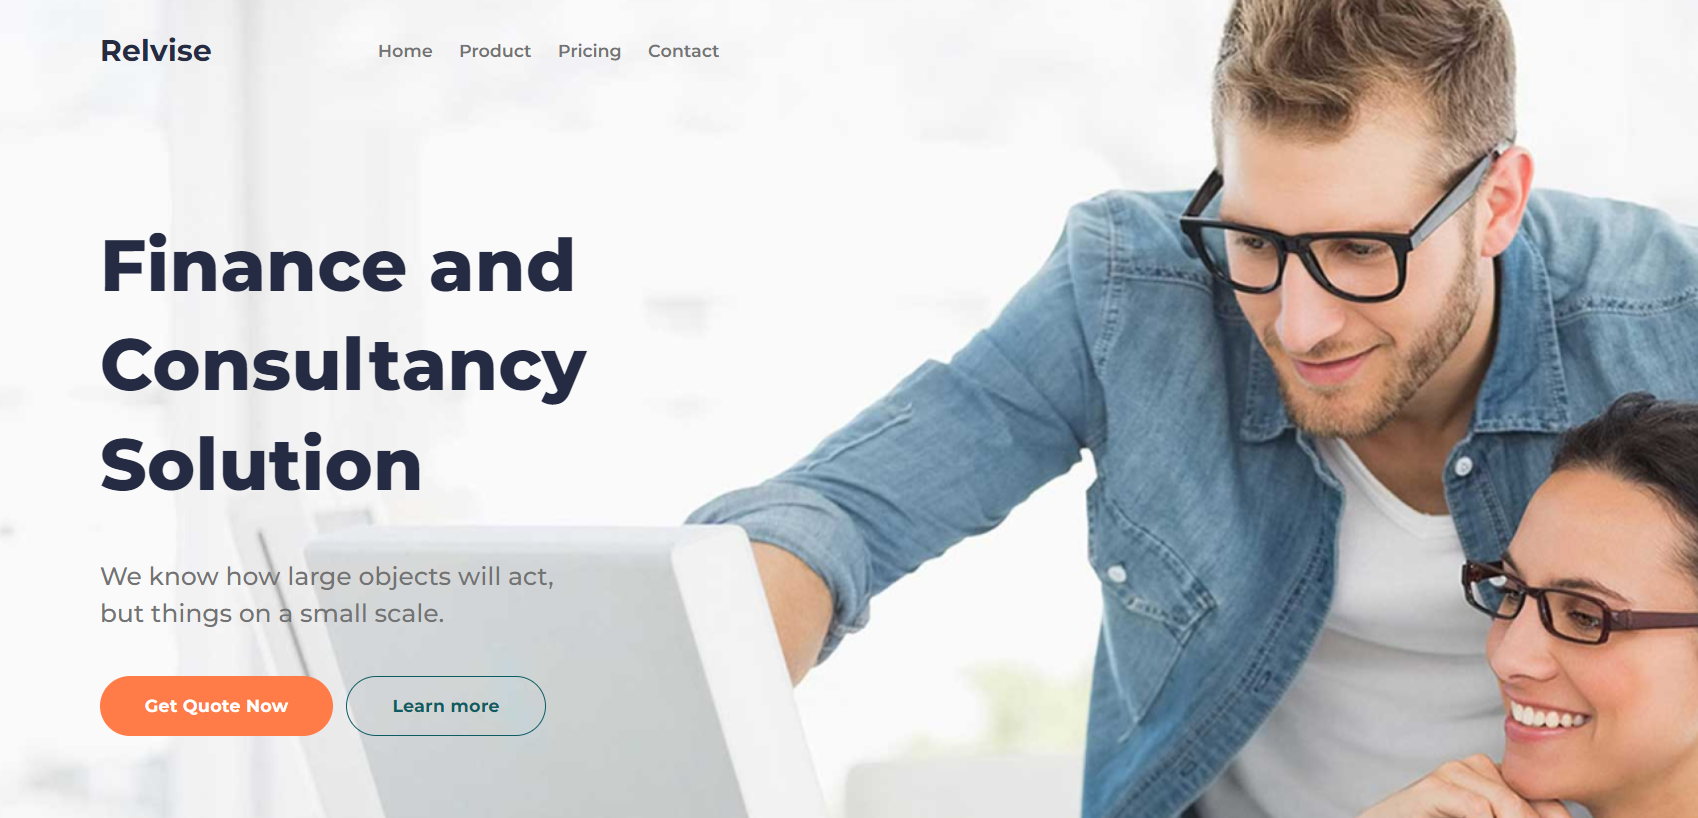 Relvise
Home Product Pricing Contact
Finance and
Consultancy
Solution
We know how large objects will act,
but things on a small scale.
Get Quote Now Learn more